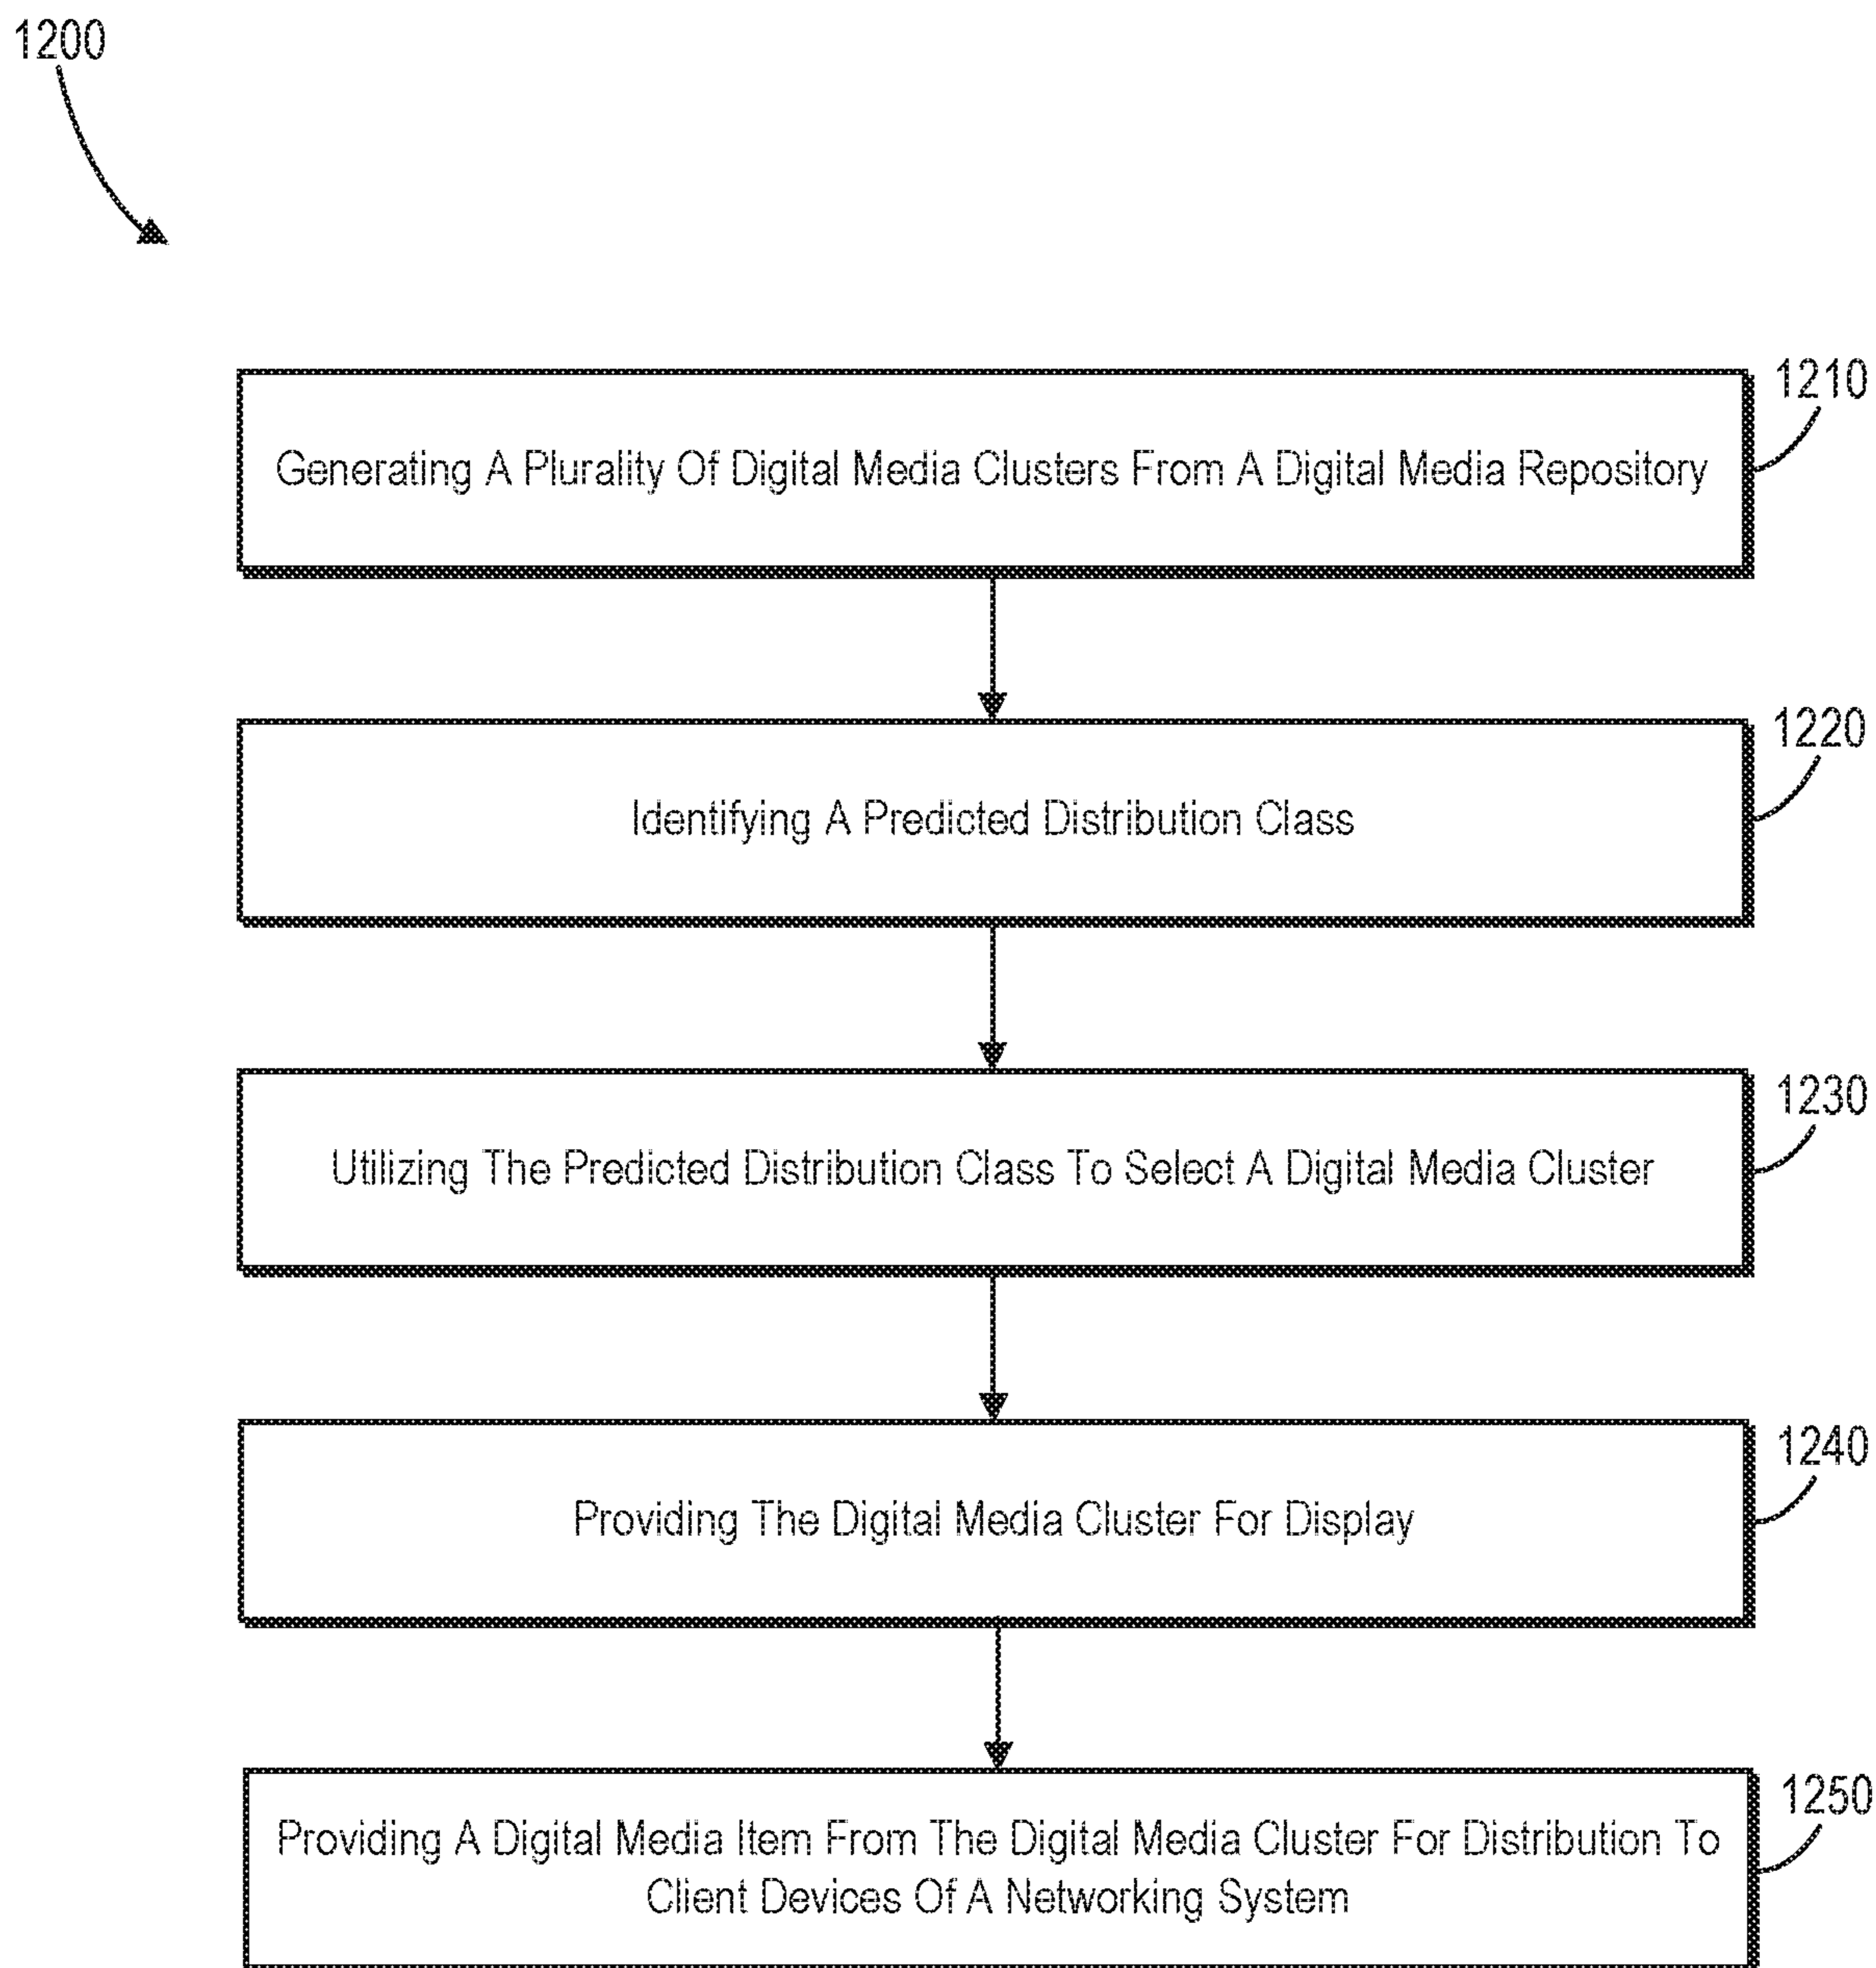 1200
1210
Generating A Plurality Of Digital Media Clusters From A Digital Media Repository
1220
Identifying A Predicted Distribution Class
1230
Utilizing The Predicted Distribution Class To Select A Digital Media Cluster
1240
Providing The Digital Media Cluster For Display
1250
Providing A Digital Media Item From The Digital Media Cluster For Distribution To
Client Devices Of A Networking System